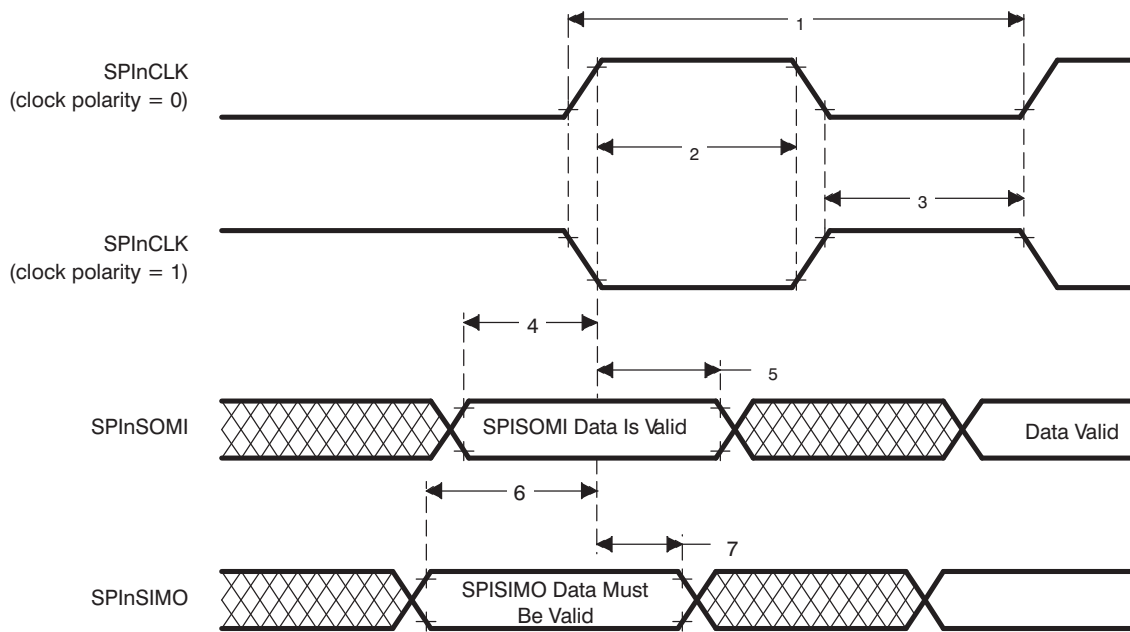 1
SPInCLK
(clock polarity = 0)
2
3
SPInCLK
(clock polarity = 1)
4
5
SPInSOMI
SPISOMI Data Is Valid
Data Valid
6
7
SPInSIMO
SPISIMO Data Must
Be Valid